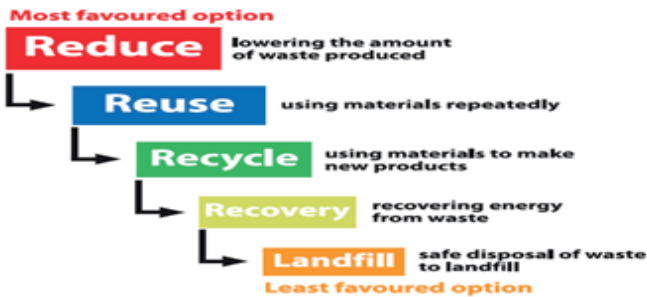 Most favoured option
Reduce
lowering the amount
of waste produced
Reuse
using materials repeatedly
Recycle
using materials to make
new products
Recovery
recovering energy
from waste
Landfill
safe disposal of waste
to landfill
Least favoured option